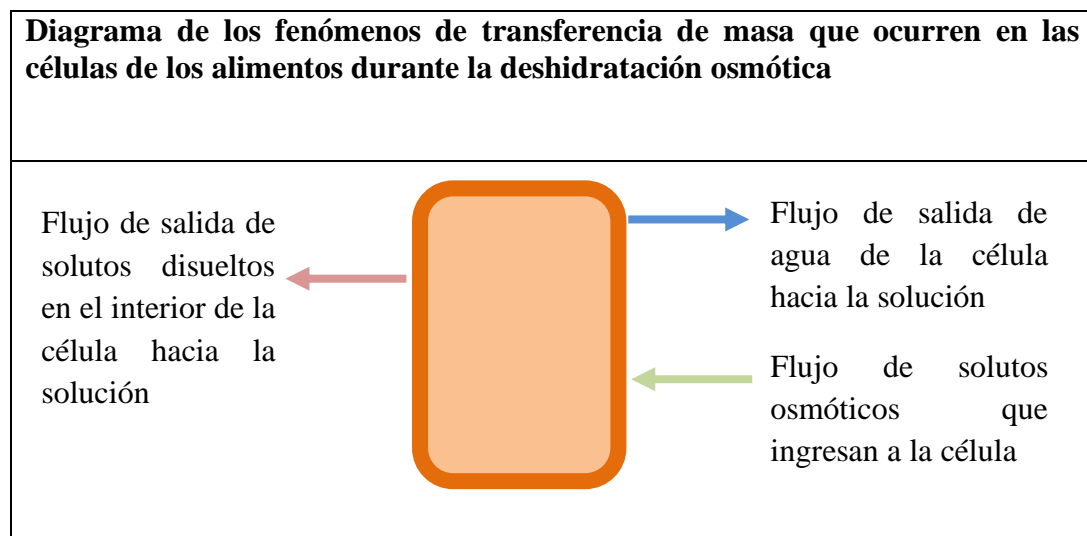 Diagrama de los fenómenos de transferencia de masa que ocurren en las
células de los alimentos durante la deshidratación osmótica
Flujo de salida de
solutos disueltos
en el interior de la
célula hacia la
solución
Flujo de salida de
agua de la célula
hacia la solución
Flujo de solutos
osmóticos que
ingresan a la célula